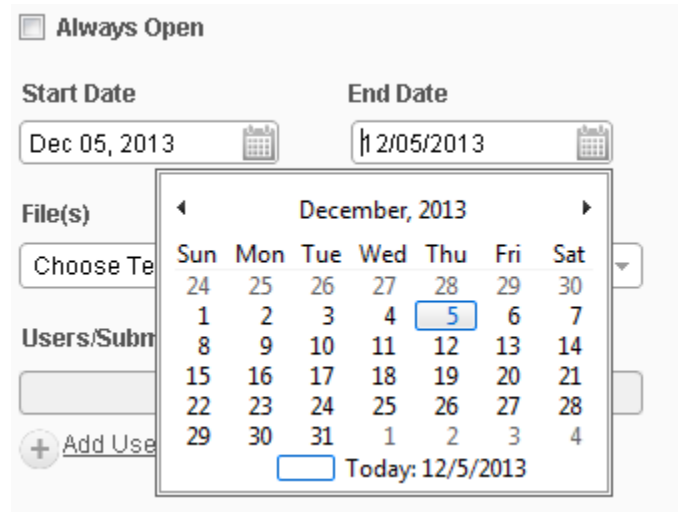 Always Open
Start Date End Date
Dec 05, 2013 12/05/2013
File(s)
Choose Te
Users/Subm
Add Use
December, 2013
Sun Mon Tue Wed Thu Fri Sat
24 25 26 27 28 29 30
1 2 3 4 5 6 7
8 9 10 11 12 13 14
15 16 17 18 19 20 21
22 23 24 25 26 27 28
29 30 31 1 2 3 4
Today: 12/5/2013